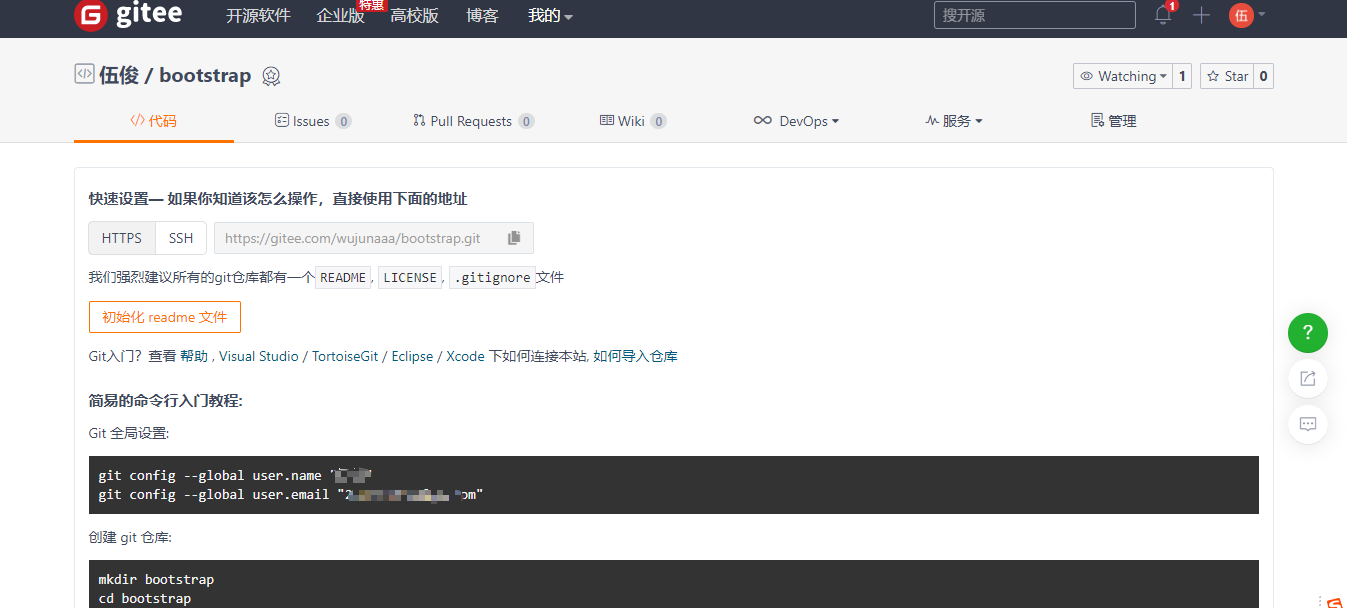 gitee 开源软件 企业版 特惠 高校版 博客 我的 搜开源 1 伍
伍俊 / bootstrap Watching 1 Star 0
代码 Issues 0 Pull Requests 0 Wiki 0 DevOps 服务 管理
快速设置— 如果你知道该怎么操作，直接使用下面的地址
HTTPS SSH https://gitee.com/wujunaaa/bootstrap.git
我们强烈建议所有的git仓库都有一个 README , LICENSE , .gitignore 文件
初始化 readme 文件
?
Git入门？查看 帮助 , Visual Studio / TortoiseGit / Eclipse / Xcode 下如何连接本站, 如何导入仓库
简易的命令行入门教程:
Git 全局设置:
git config --global user.name
git config --global user.email
创建 git 仓库:
mkdir bootstrap
cd bootstrap